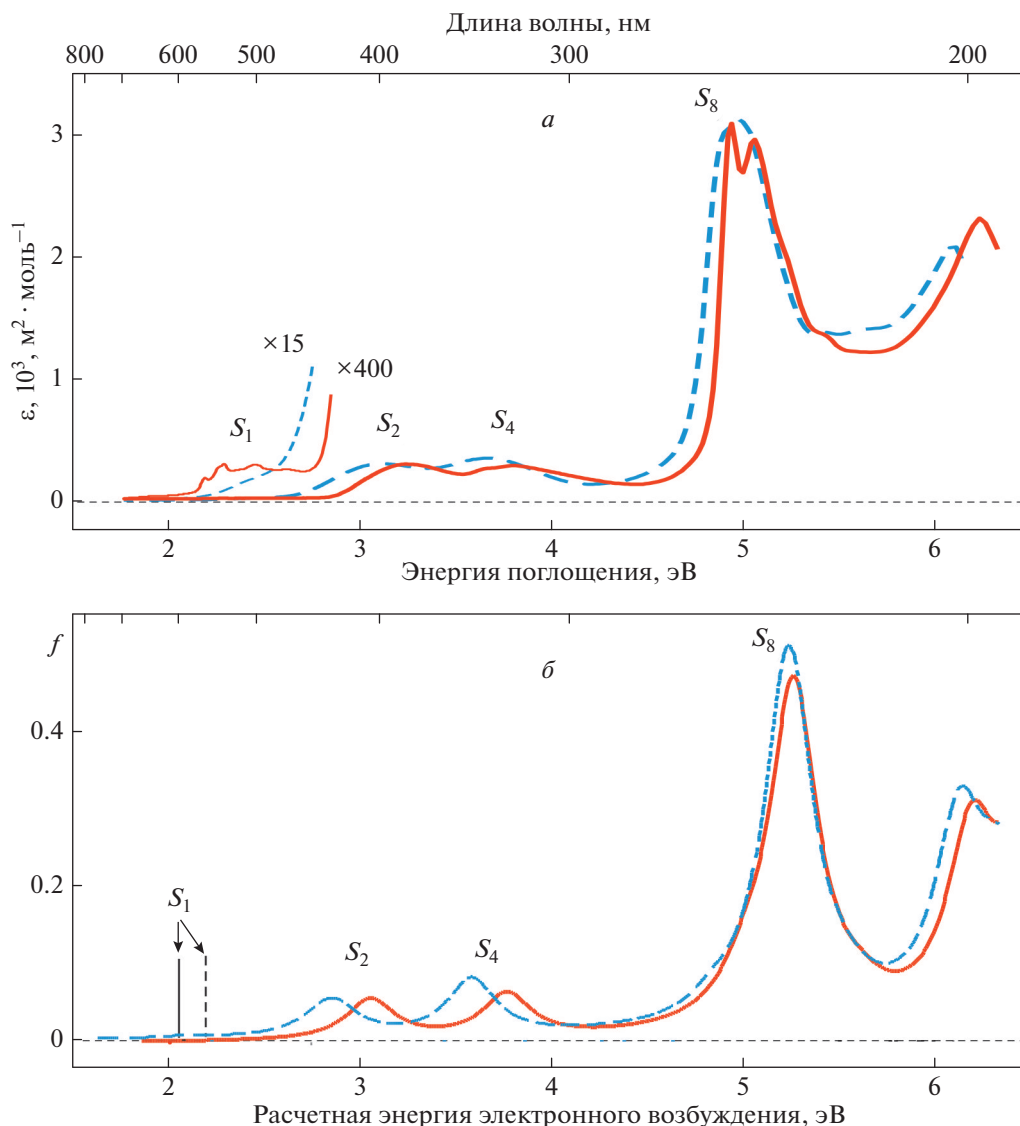 Длина волны, нм
800 600 500 400 300 200
S8
а
3
2
1
0
ε, 10³, м² · моль⁻¹
×15
×400
S1
S2
S4
2 3 4 5 6
Энергия поглощения, эВ
f
S8
б
0.4
0.2
0
S1
S2
S4
2 3 4 5 6
Расчетная энергия электронного возбуждения, эВ